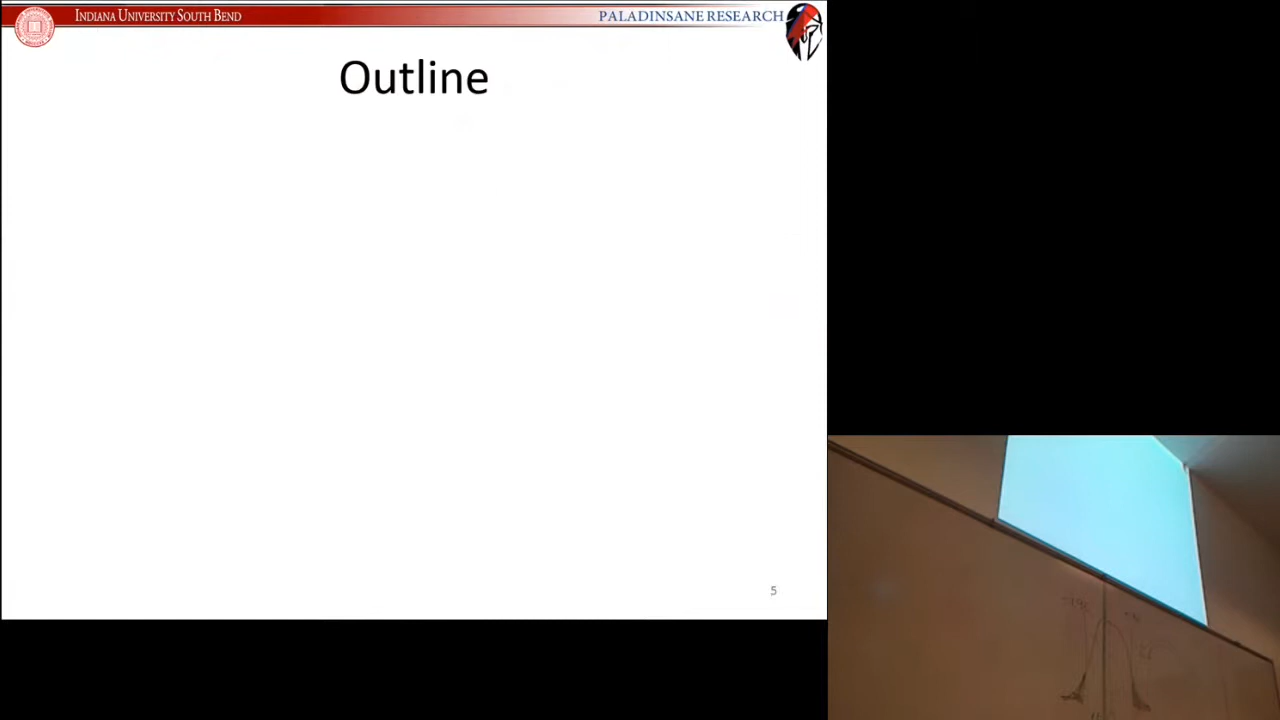 INDIANA UNIVERSITY SOUTH BEND
PALADINSANE RESEARCH
Outline
5